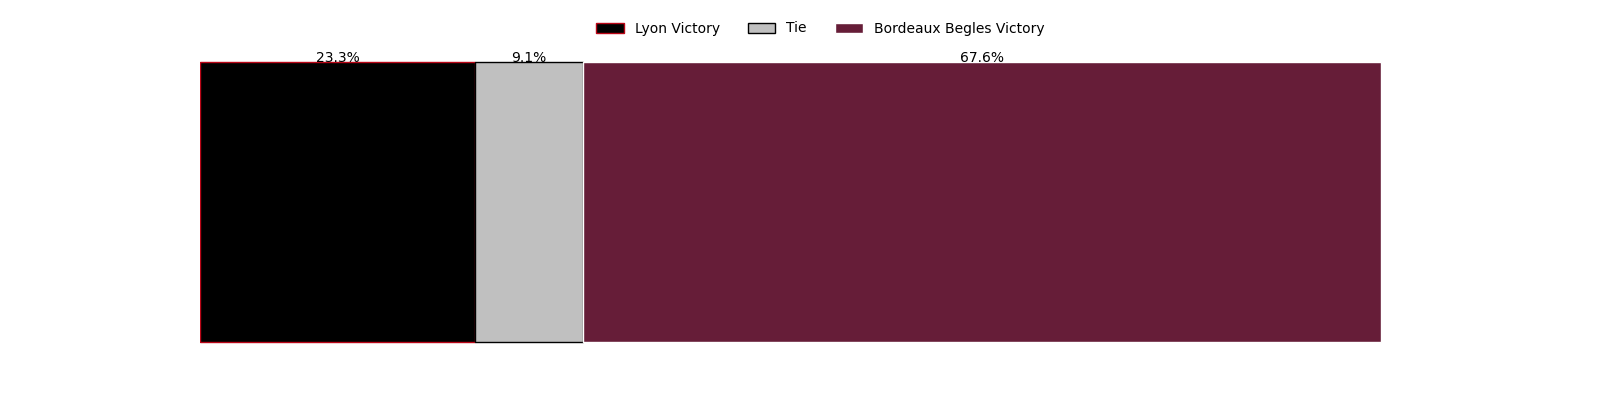 Lyon Victory Tie Bordeaux Begles Victory
23.3% 9.1% 67.6%